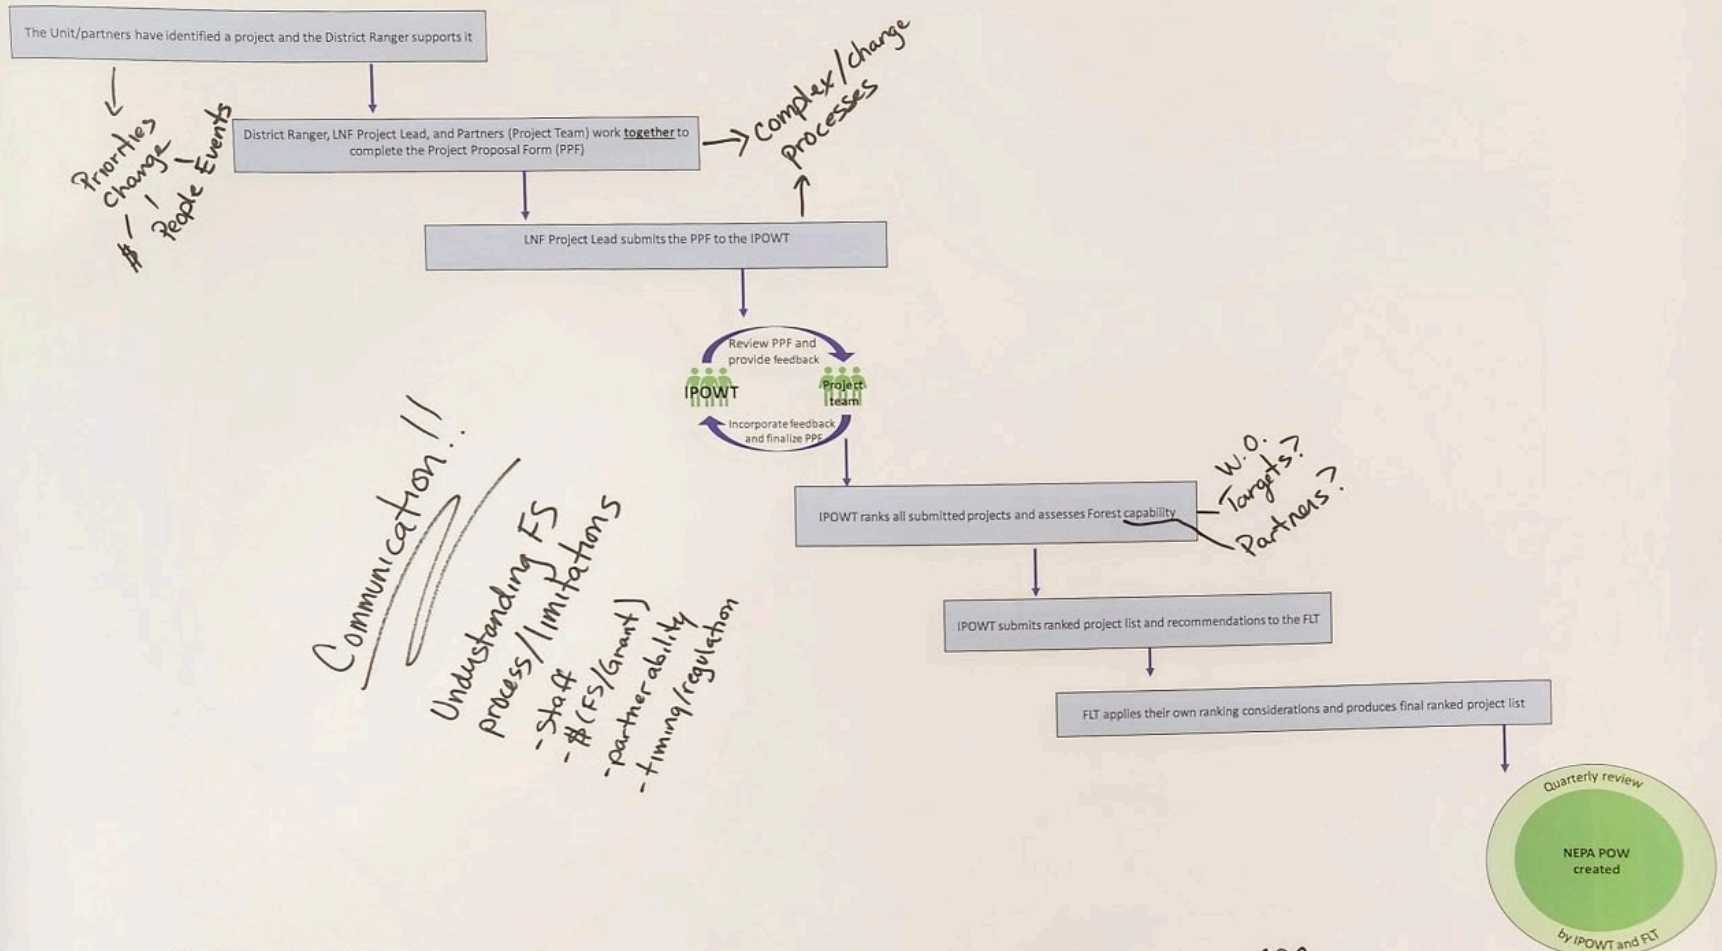 The Unit/partners have identified a project and the District Ranger supports it
Priorities
Change
$ People Events
District Ranger, LNF Project Lead, and Partners (Project Team) work together to
complete the Project Proposal Form (PPF)
Complex/change
processes
LNF Project Lead submits the PPF to the IPOWT
Review PPF and
provide feedback
IPOWT
Project
team
Incorporate feedback
and finalize PPF
Communication!!
Undustanding FS
process/limitations
- Staff
- $ (FS/Grant)
- partner ability
- timing/regulation
IPOWT ranks all submitted projects and assesses Forest capability
W.O.
Targets?
Partners?
IPOWT submits ranked project list and recommendations to the FLT
FLT applies their own ranking considerations and produces final ranked project list
Quarterly review
NEPA POW
created
by IPOWT and FLT